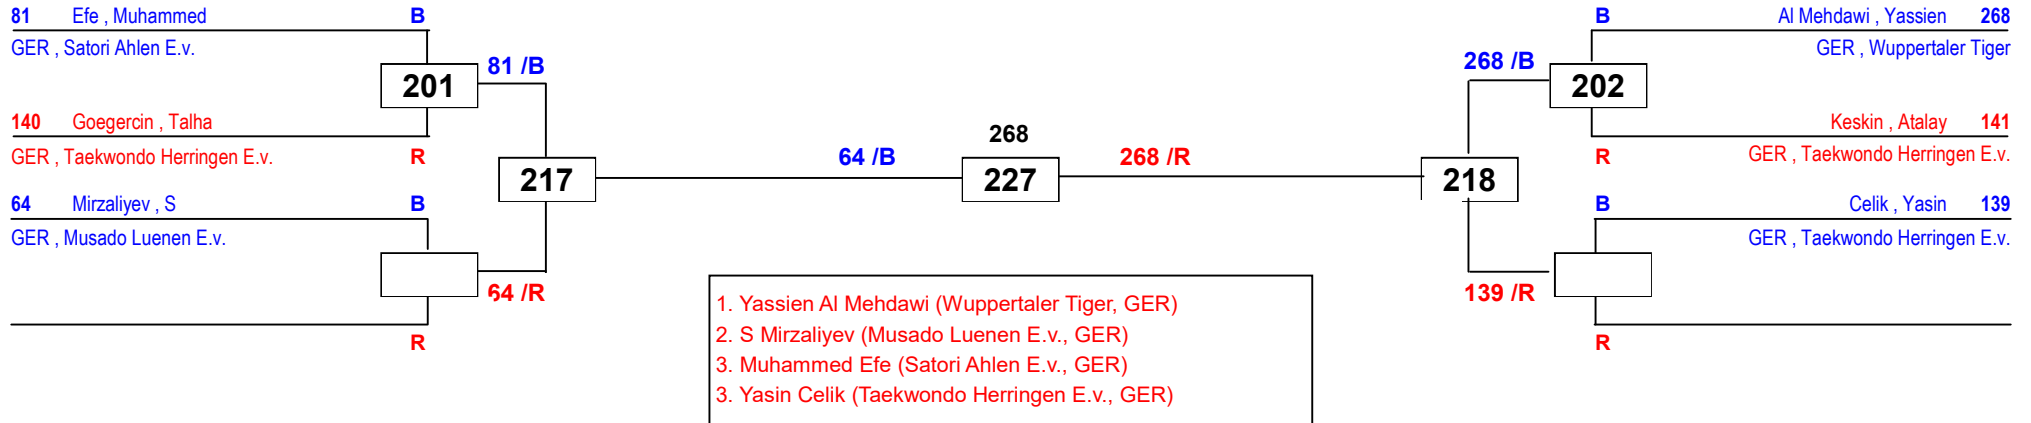 81 Efe , Muhammed B
GER , Satori Ahlen E.v.
201
81 /B
140 Goegercin , Talha
GER , Taekwondo Herringen E.v. R
217
64 Mirzaliyev , S B
GER , Musado Luenen E.v.
64 /R
R
64 /B
268
227
268 /R
B Al Mehdawi , Yassien 268
GER , Wuppertaler Tiger
268 /B
202
Keskin , Atalay 141
R GER , Taekwondo Herringen E.v.
218
B Celik , Yasin 139
GER , Taekwondo Herringen E.v.
139 /R
R
1. Yassien Al Mehdawi (Wuppertaler Tiger, GER)
2. S Mirzaliyev (Musado Luenen E.v., GER)
3. Muhammed Efe (Satori Ahlen E.v., GER)
3. Yasin Celik (Taekwondo Herringen E.v., GER)